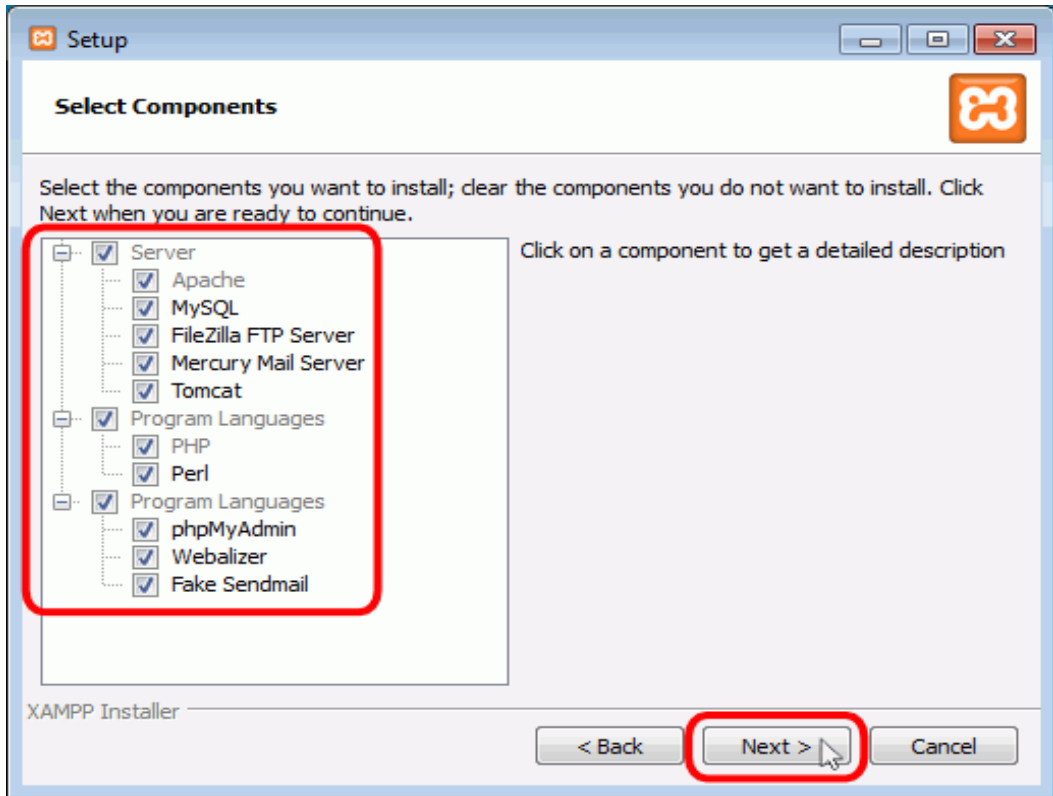 Setup
Select Components
Select the components you want to install; clear the components you do not want to install. Click
Next when you are ready to continue.
Server
Apache
MySQL
FileZilla FTP Server
Mercury Mail Server
Tomcat
Program Languages
PHP
Perl
Program Languages
phpMyAdmin
Webalizer
Fake Sendmail
Click on a component to get a detailed description
XAMPP Installer
< Back
Next >
Cancel